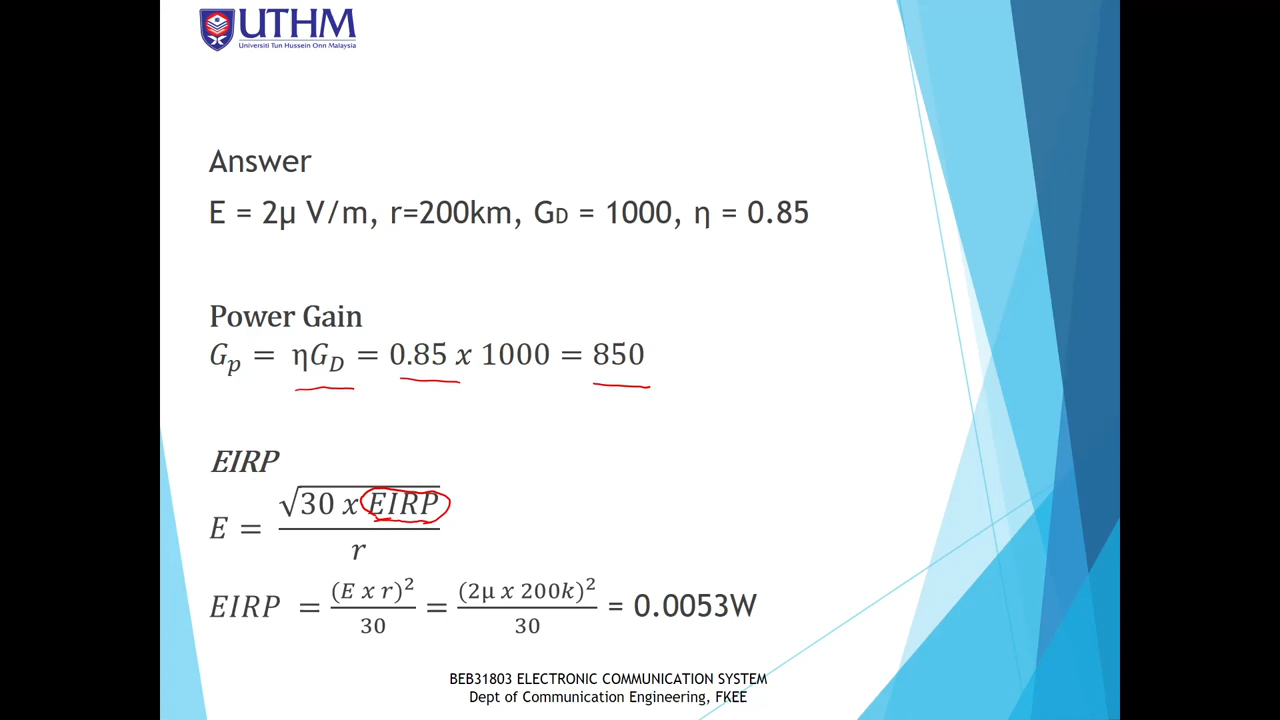 UTHM
Universiti Tun Hussein Onn Malaysia
Answer
E = 2µ V/m, r=200km, GD = 1000, η = 0.85
Power Gain
Gₚ = ηG_D = 0.85 x 1000 = 850
EIRP
E = √(30 x EIRP) / r
EIRP = (E x r)² / 30 = (2µ x 200k)² / 30 = 0.0053W
BEB31803 ELECTRONIC COMMUNICATION SYSTEM
Dept of Communication Engineering, FKEE